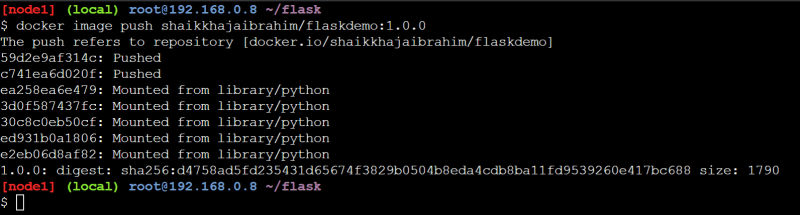 [node1] (local) root@192.168.0.8 ~/flask
$ docker image push shaikkhajaibrahim/flaskdemo:1.0.0
The push refers to repository [docker.io/shaikkhajaibrahim/flaskdemo]
59d2e9af314c: Pushed
c741ea6d020f: Pushed
ea258ea6e479: Mounted from library/python
3d0f587437fc: Mounted from library/python
30c8c0eb50cf: Mounted from library/python
ed931b0a1806: Mounted from library/python
e2eb06d8af82: Mounted from library/python
1.0.0: digest: sha256:d4758ad5fd235431d65674f3829b0504b8eda4cdb8ba11fd9539260e417bc688 size: 1790
[node1] (local) root@192.168.0.8 ~/flask
$